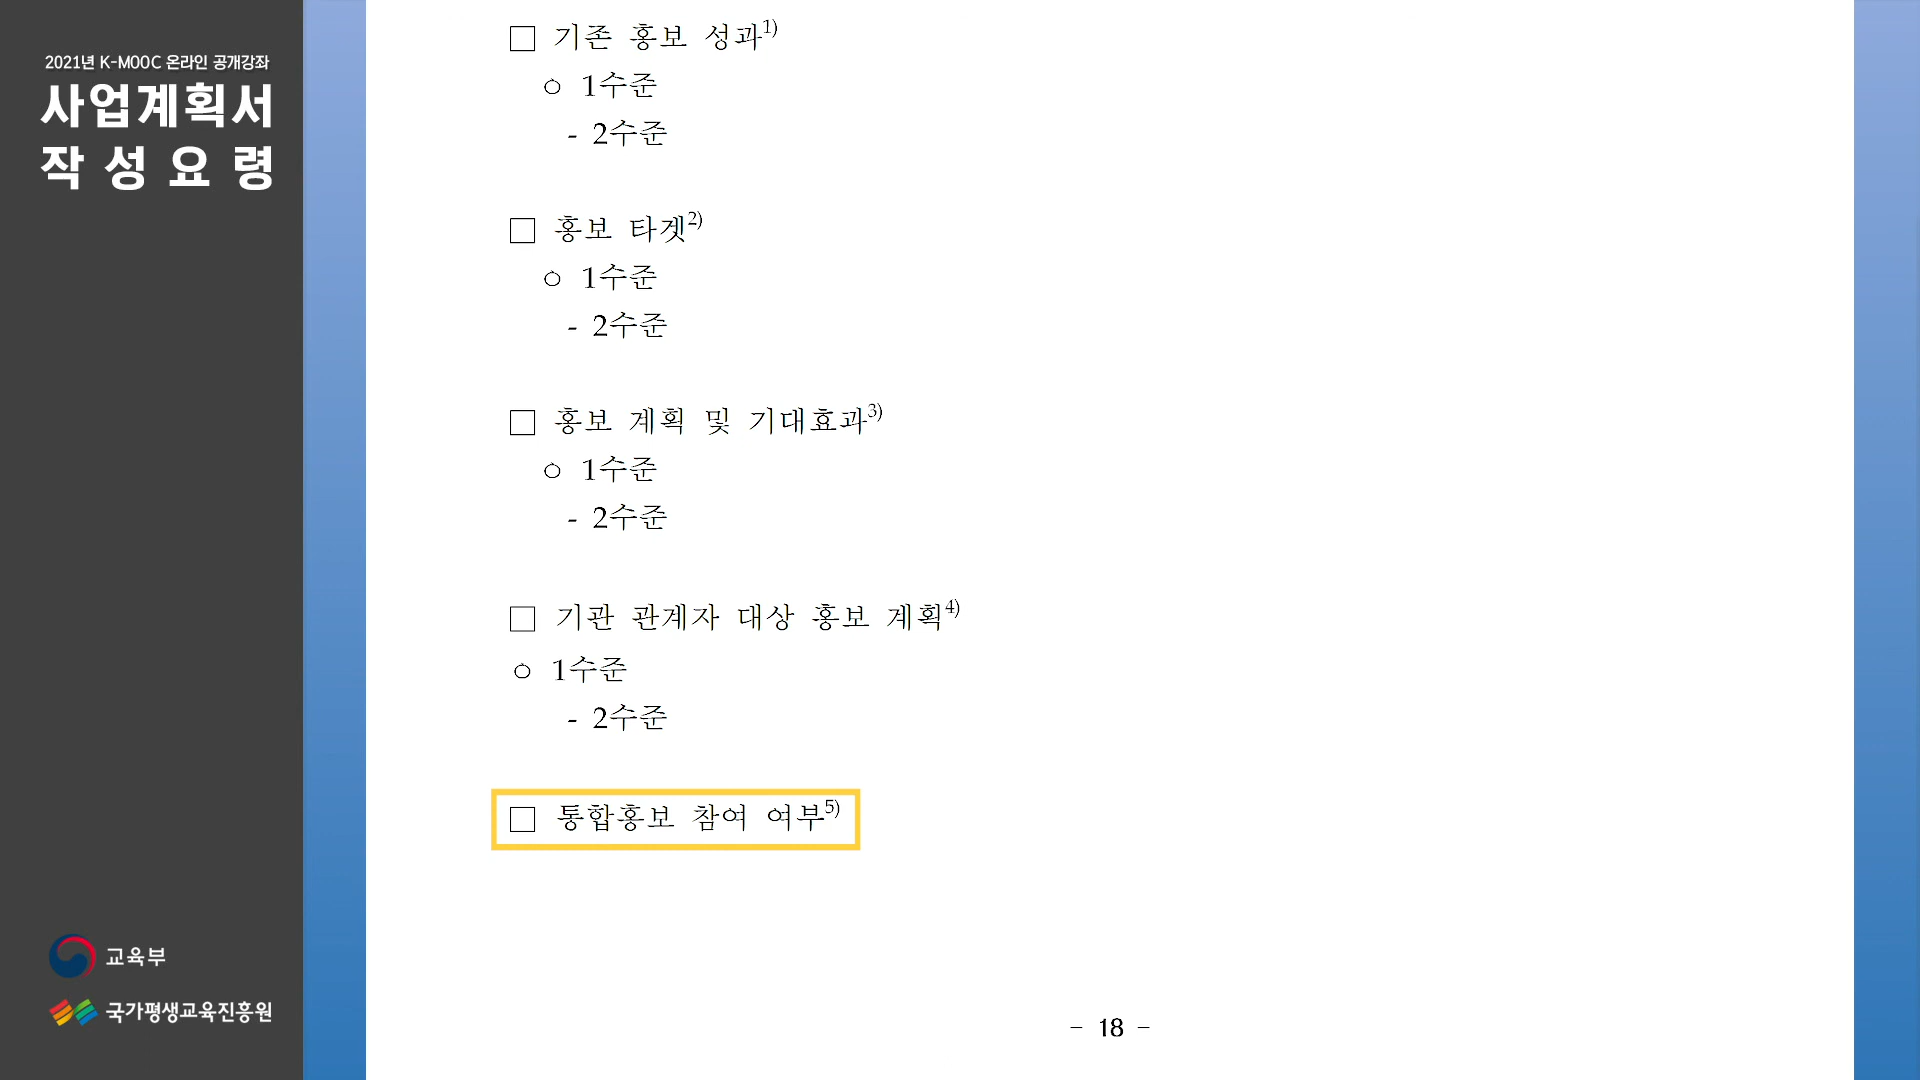 2021년 K-MOOC 온라인 공개강좌
사업계획서
작성요령
교육부
국가평생교육진흥원
□ 기존 홍보 성과1)
○ 1수준
- 2수준
□ 홍보 타겟2)
○ 1수준
- 2수준
□ 홍보 계획 및 기대효과3)
○ 1수준
- 2수준
□ 기관 관계자 대상 홍보 계획4)
○ 1수준
- 2수준
□ 통합홍보 참여 여부5)
- 18 -